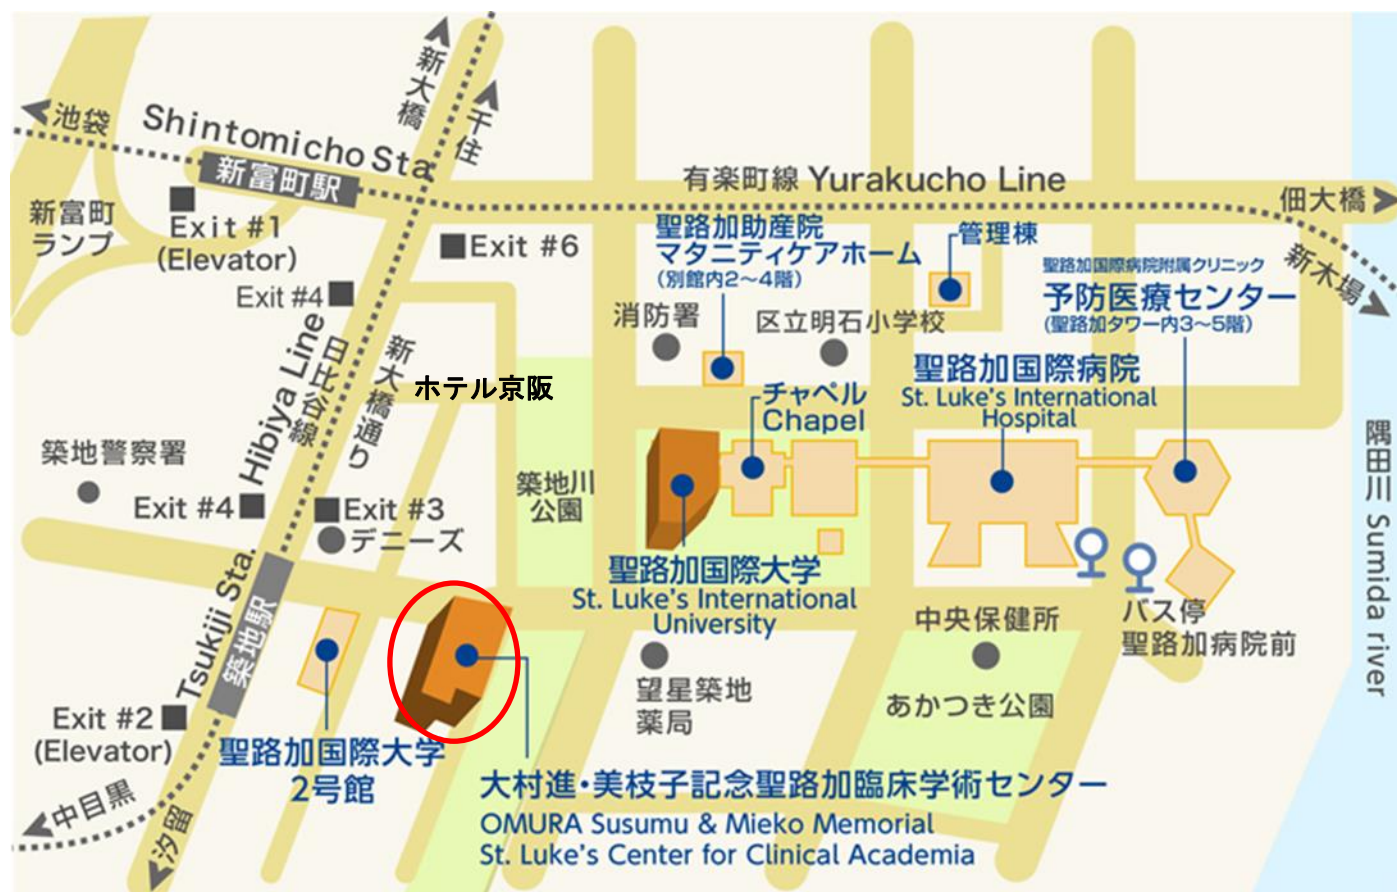 新大橋
千住
池袋
Shintomicho Sta.
新富町駅
有楽町線 Yurakucho Line
佃大橋
新木場
新富町
ランプ
Exit #1
(Elevator)
Exit #6
Exit #4
聖路加助産院
マタニティケアホーム
(別館内2～4階)
管理棟
聖路加国際病院附属クリニック
予防医療センター
(聖路加タワー内3～5階)
消防署
区立明石小学校
Hibiya Line
日比谷線
新大橋通り
ホテル京阪
チャペル
Chapel
聖路加国際病院
St. Luke's International
Hospital
隅田川 Sumida river
築地警察署
Exit #4
Exit #3
デニーズ
築地川
公園
聖路加国際大学
St. Luke's International
University
Tsukiji Sta.
築地駅
中央保健所
バス停
聖路加病院前
望星築地
薬局
あかつき公園
Exit #2
(Elevator)
聖路加国際大学
2号館
大村進・美枝子記念聖路加臨床学術センター
OMURA Susumu & Mieko Memorial
St. Luke's Center for Clinical Academia
中目黒
汐留